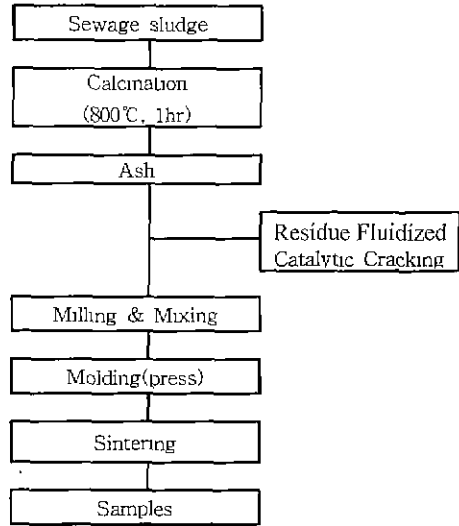 Sewage sludge
Calcination
(800℃, 1hr)
Ash
Residue Fluidized
Catalytic Cracking
Milling & Mixing
Molding(press)
Sintering
Samples